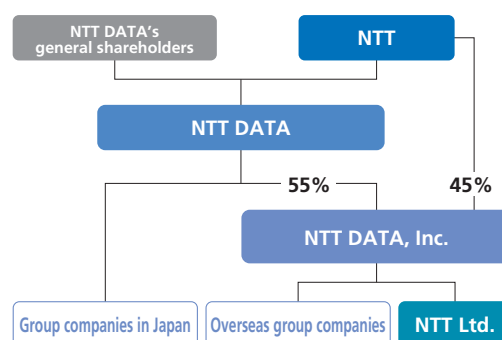 NTT DATA's
general shareholders
NTT
NTT DATA
55%
45%
NTT DATA, Inc.
Group companies in Japan
Overseas group companies
NTT Ltd.